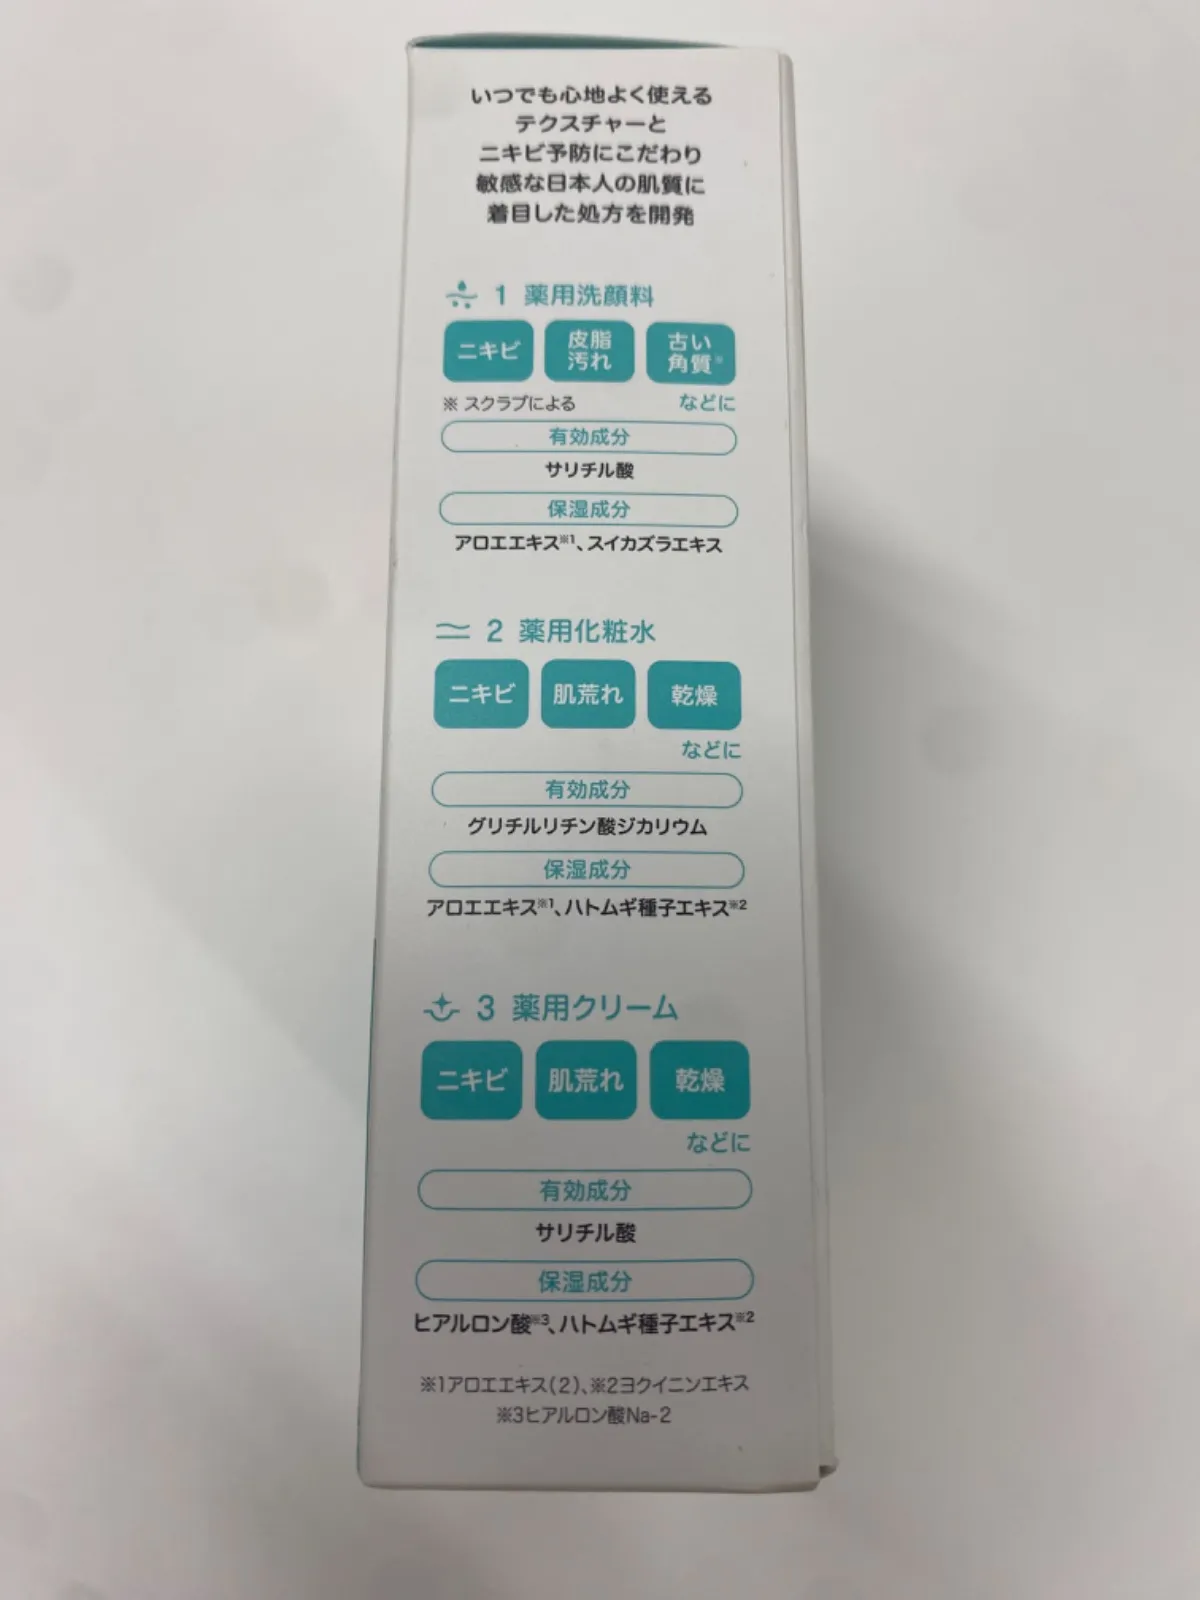 いつでも心地よく使える
テクスチャーと
ニキビ予防にこだわり
敏感な日本人の肌質に
着目した処方を開発
1 薬用洗顔料
ニキビ 皮脂汚れ 古い角質※
※ スクラブによる などに
有効成分
サリチル酸
保湿成分
アロエエキス※1、スイカズラエキス
2 薬用化粧水
ニキビ 肌荒れ 乾燥
などに
有効成分
グリチルリチン酸ジカリウム
保湿成分
アロエエキス※1、ハトムギ種子エキス※2
3 薬用クリーム
ニキビ 肌荒れ 乾燥
などに
有効成分
サリチル酸
保湿成分
ヒアルロン酸※3、ハトムギ種子エキス※2
※1アロエエキス(2)、※2ヨクイニンエキス
※3ヒアルロン酸Na-2